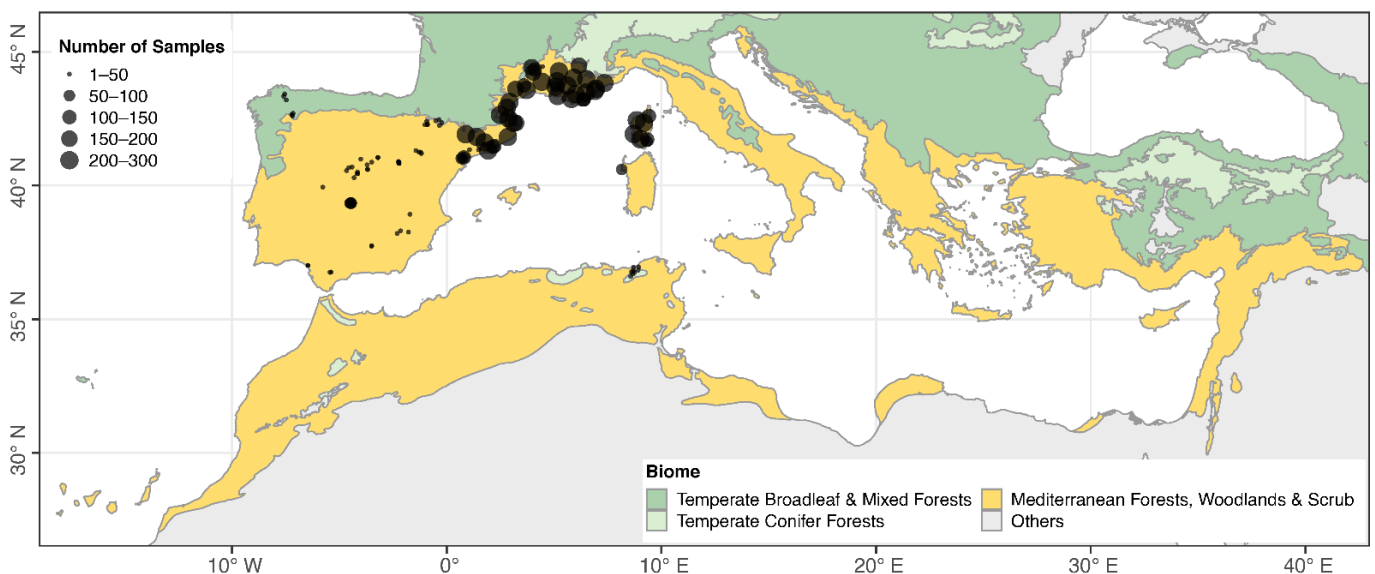 Number of Samples
1–50
50–100
100–150
150–200
200–300
45° N
40° N
35° N
30° N
Biome
Temperate Broadleaf & Mixed Forests
Temperate Conifer Forests
Mediterranean Forests, Woodlands & Scrub
Others
10° W
0°
10° E
20° E
30° E
40° E